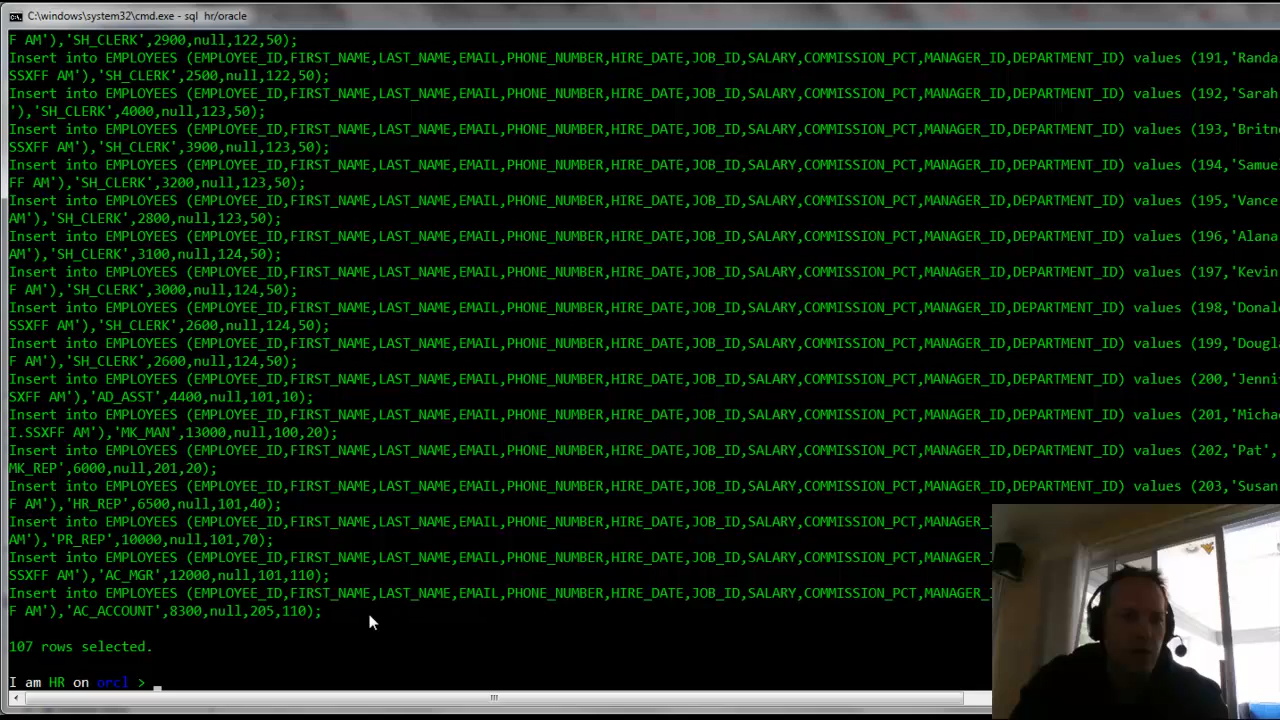 C:\windows\system32\cmd.exe - sql hr/oracle
F AM'),'SH_CLERK',2900,null,122,50);
Insert into EMPLOYEES (EMPLOYEE_ID,FIRST_NAME,LAST_NAME,EMAIL,PHONE_NUMBER,HIRE_DATE,JOB_ID,SALARY,COMMISSION_PCT,MANAGER_ID,DEPARTMENT_ID) values (191,'Randa
SSXFF AM'),'SH_CLERK',2500,null,122,50);
Insert into EMPLOYEES (EMPLOYEE_ID,FIRST_NAME,LAST_NAME,EMAIL,PHONE_NUMBER,HIRE_DATE,JOB_ID,SALARY,COMMISSION_PCT,MANAGER_ID,DEPARTMENT_ID) values (192,'Sarah
'),'SH_CLERK',4000,null,123,50);
Insert into EMPLOYEES (EMPLOYEE_ID,FIRST_NAME,LAST_NAME,EMAIL,PHONE_NUMBER,HIRE_DATE,JOB_ID,SALARY,COMMISSION_PCT,MANAGER_ID,DEPARTMENT_ID) values (193,'Britne
SSXFF AM'),'SH_CLERK',3900,null,123,50);
Insert into EMPLOYEES (EMPLOYEE_ID,FIRST_NAME,LAST_NAME,EMAIL,PHONE_NUMBER,HIRE_DATE,JOB_ID,SALARY,COMMISSION_PCT,MANAGER_ID,DEPARTMENT_ID) values (194,'Samue
FF AM'),'SH_CLERK',3200,null,123,50);
Insert into EMPLOYEES (EMPLOYEE_ID,FIRST_NAME,LAST_NAME,EMAIL,PHONE_NUMBER,HIRE_DATE,JOB_ID,SALARY,COMMISSION_PCT,MANAGER_ID,DEPARTMENT_ID) values (195,'Vance
AM'),'SH_CLERK',2800,null,123,50);
Insert into EMPLOYEES (EMPLOYEE_ID,FIRST_NAME,LAST_NAME,EMAIL,PHONE_NUMBER,HIRE_DATE,JOB_ID,SALARY,COMMISSION_PCT,MANAGER_ID,DEPARTMENT_ID) values (196,'Alana
AM'),'SH_CLERK',3100,null,124,50);
Insert into EMPLOYEES (EMPLOYEE_ID,FIRST_NAME,LAST_NAME,EMAIL,PHONE_NUMBER,HIRE_DATE,JOB_ID,SALARY,COMMISSION_PCT,MANAGER_ID,DEPARTMENT_ID) values (197,'Kevin
F AM'),'SH_CLERK',3000,null,124,50);
Insert into EMPLOYEES (EMPLOYEE_ID,FIRST_NAME,LAST_NAME,EMAIL,PHONE_NUMBER,HIRE_DATE,JOB_ID,SALARY,COMMISSION_PCT,MANAGER_ID,DEPARTMENT_ID) values (198,'Donal
SSXFF AM'),'SH_CLERK',2600,null,124,50);
Insert into EMPLOYEES (EMPLOYEE_ID,FIRST_NAME,LAST_NAME,EMAIL,PHONE_NUMBER,HIRE_DATE,JOB_ID,SALARY,COMMISSION_PCT,MANAGER_ID,DEPARTMENT_ID) values (199,'Dougla
F AM'),'SH_CLERK',2600,null,124,50);
Insert into EMPLOYEES (EMPLOYEE_ID,FIRST_NAME,LAST_NAME,EMAIL,PHONE_NUMBER,HIRE_DATE,JOB_ID,SALARY,COMMISSION_PCT,MANAGER_ID,DEPARTMENT_ID) values (200,'Jenni
SXFF AM'),'AD_ASST',4400,null,101,10);
Insert into EMPLOYEES (EMPLOYEE_ID,FIRST_NAME,LAST_NAME,EMAIL,PHONE_NUMBER,HIRE_DATE,JOB_ID,SALARY,COMMISSION_PCT,MANAGER_ID,DEPARTMENT_ID) values (201,'Michae
I.SSXFF AM'),'MK_MAN',13000,null,100,20);
Insert into EMPLOYEES (EMPLOYEE_ID,FIRST_NAME,LAST_NAME,EMAIL,PHONE_NUMBER,HIRE_DATE,JOB_ID,SALARY,COMMISSION_PCT,MANAGER_ID,DEPARTMENT_ID) values (202,'Pat',
MK_REP',6000,null,201,20);
Insert into EMPLOYEES (EMPLOYEE_ID,FIRST_NAME,LAST_NAME,EMAIL,PHONE_NUMBER,HIRE_DATE,JOB_ID,SALARY,COMMISSION_PCT,MANAGER_ID,DEPARTMENT_ID) values (203,'Susan
F AM'),'HR_REP',6500,null,101,40);
Insert into EMPLOYEES (EMPLOYEE_ID,FIRST_NAME,LAST_NAME,EMAIL,PHONE_NUMBER,HIRE_DATE,JOB_ID,SALARY,COMMISSION_PCT,MANAGER_I
AM'),'PR_REP',10000,null,101,70);
Insert into EMPLOYEES (EMPLOYEE_ID,FIRST_NAME,LAST_NAME,EMAIL,PHONE_NUMBER,HIRE_DATE,JOB_ID,SALARY,COMMISSION_PCT,MANAGER_I
SSXFF AM'),'AC_MGR',12000,null,101,110);
Insert into EMPLOYEES (EMPLOYEE_ID,FIRST_NAME,LAST_NAME,EMAIL,PHONE_NUMBER,HIRE_DATE,JOB_ID,SALARY,COMMISSION_PCT,MANAGER_I
F AM'),'AC_ACCOUNT',8300,null,205,110);
107 rows selected.
I am HR on orcl >